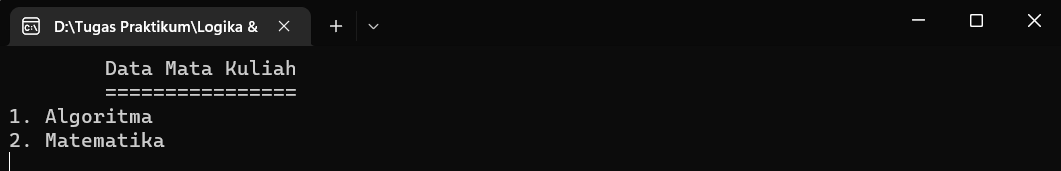 D:\Tugas Praktikum\Logika &
Data Mata Kuliah
================
1. Algoritma
2. Matematika